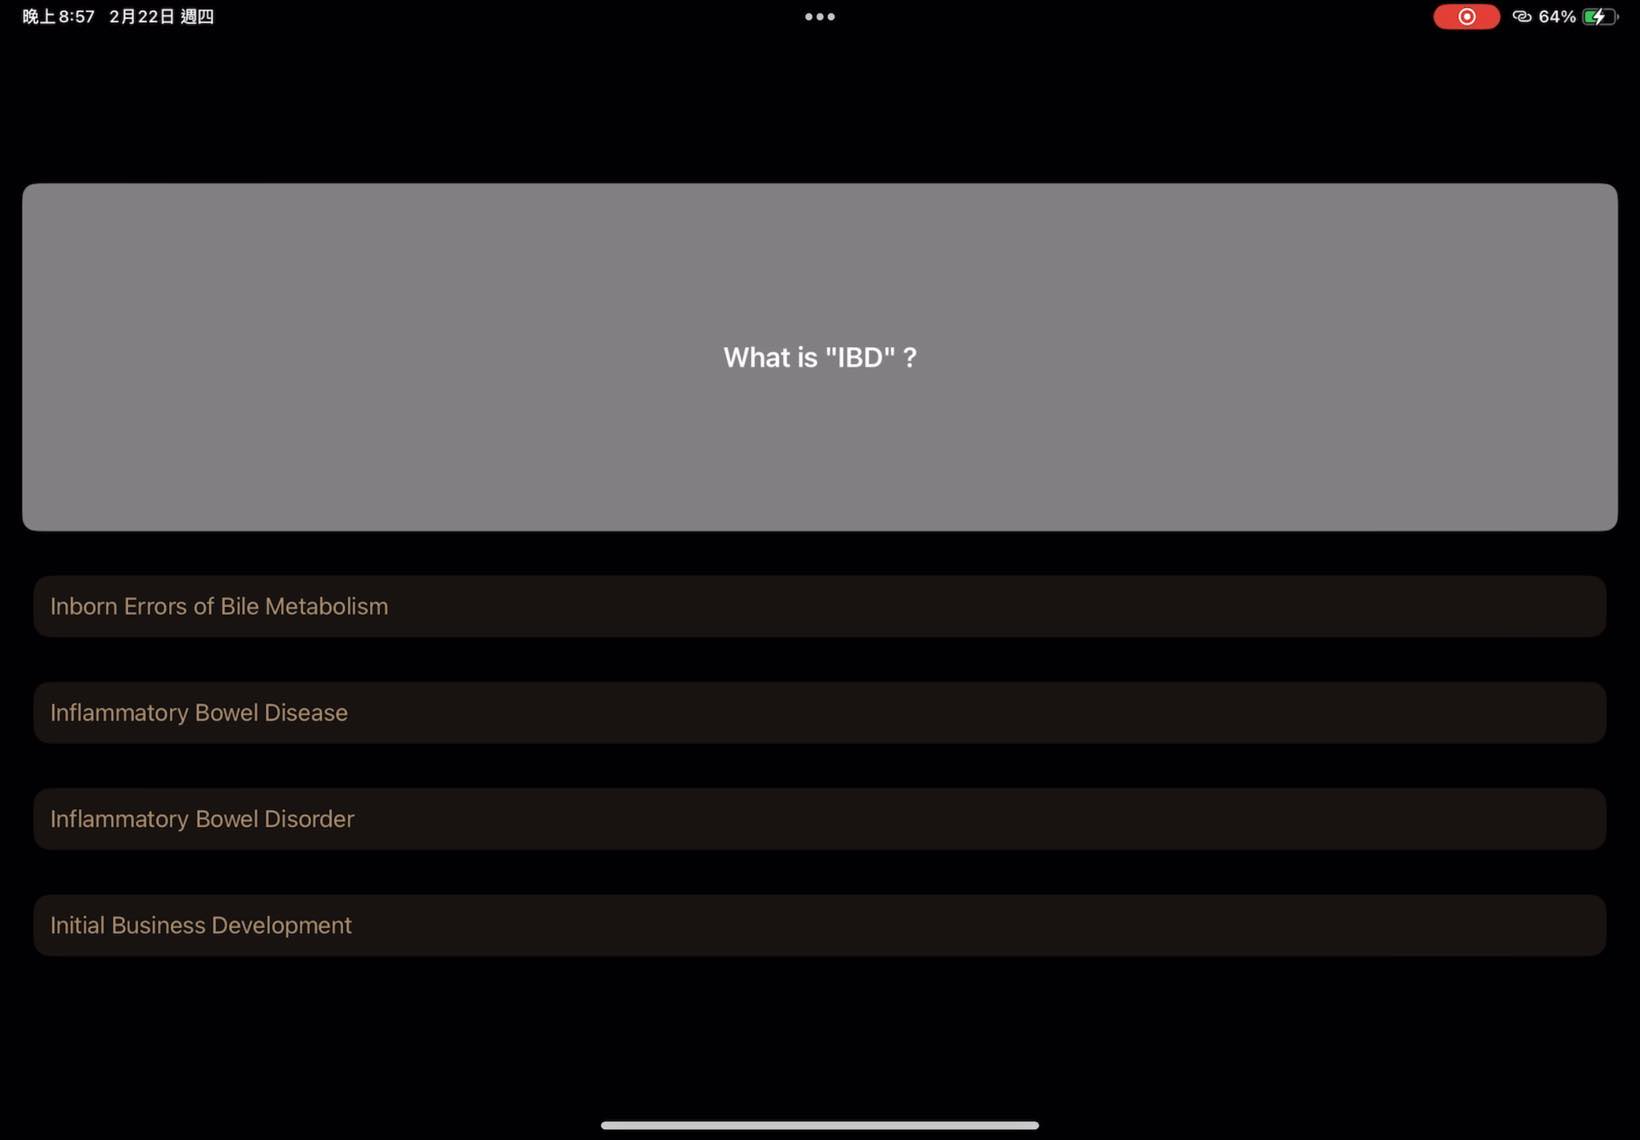 晚上8:57 2月22日 週四
64%
What is "IBD" ?
Inborn Errors of Bile Metabolism
Inflammatory Bowel Disease
Inflammatory Bowel Disorder
Initial Business Development